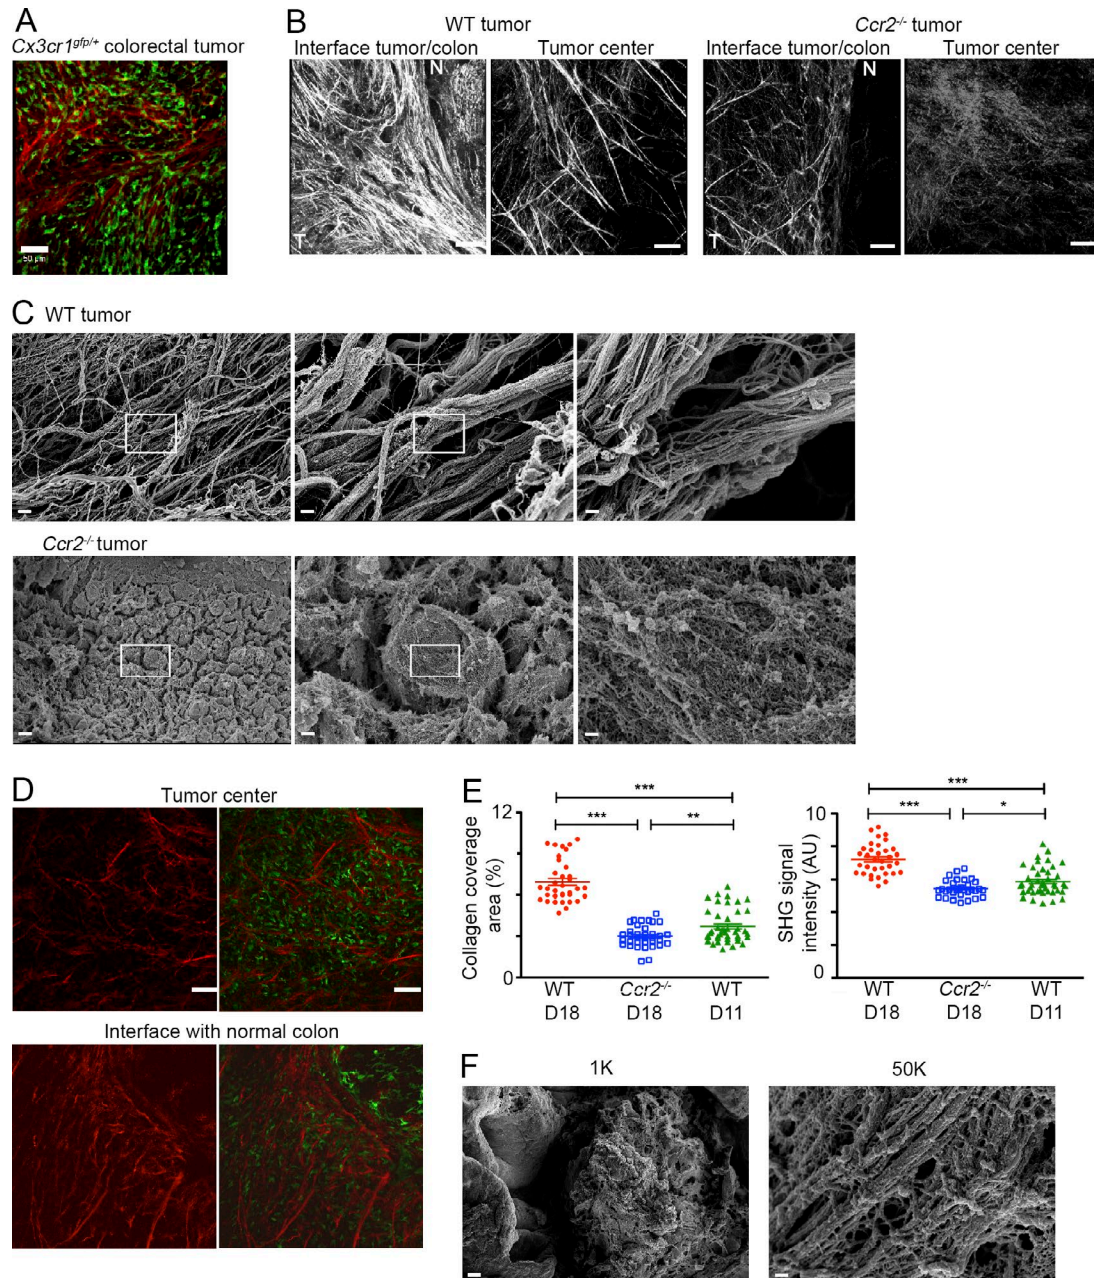 A
Cx3cr1gfp/+ colorectal tumor
50 µm
B
WT tumor
Ccr2-/- tumor
Interface tumor/colon
Tumor center
Interface tumor/colon
Tumor center
N
T
N
T
C
WT tumor
Ccr2-/- tumor
D
Tumor center
Interface with normal colon
E
Collagen coverage
area (%)
12
0
***
***
**
WT
D18
Ccr2-/-
D18
WT
D11
SHG signal
intensity (AU)
10
0
***
***
*
WT
D18
Ccr2-/-
D18
WT
D11
F
1K
50K